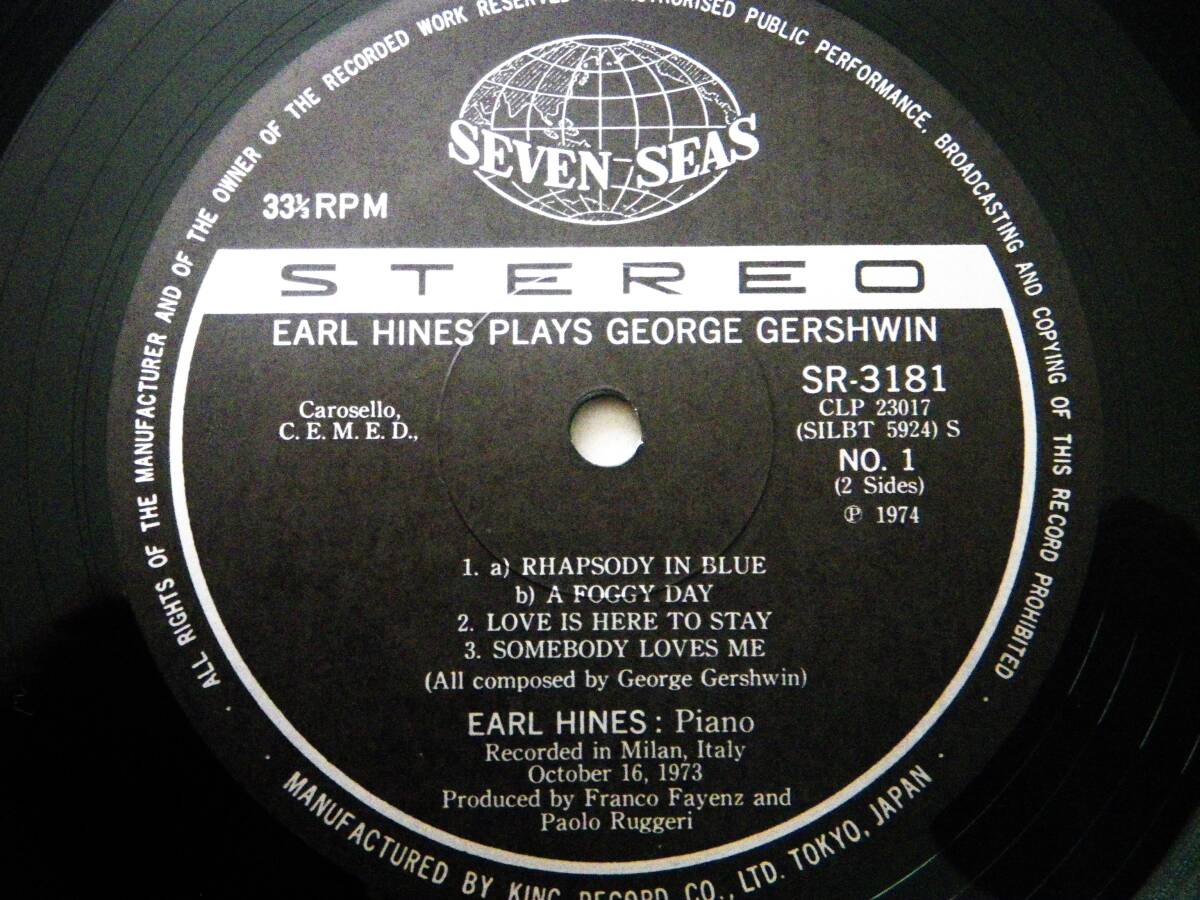 ALL RIGHTS OF THE MANUFACTURER AND OF THE OWNER OF THE RECORDED WORK RESERVED PUBLIC PERFORMANCE, BROADCASTING AND COPYING OF THIS RECORD PROHIBITED
SEVEN-SEAS
33⅓ RPM
STEREO
EARL HINES PLAYS GEORGE GERSHWIN
SR-3181
Carosello,
CLP 23017
C. E. M. E. D.,
(SILBT 5924) S
NO. 1
(2 Sides)
℗ 1974
1. a) RHAPSODY IN BLUE
b) A FOGGY DAY
2. LOVE IS HERE TO STAY
3. SOMEBODY LOVES ME
(All composed by George Gershwin)
EARL HINES : Piano
Recorded in Milan, Italy
October 16, 1973
Produced by Franco Fayenz and
Paolo Ruggeri
MANUFACTURED BY KING RECORD CO., LTD. TOKYO, JAPAN